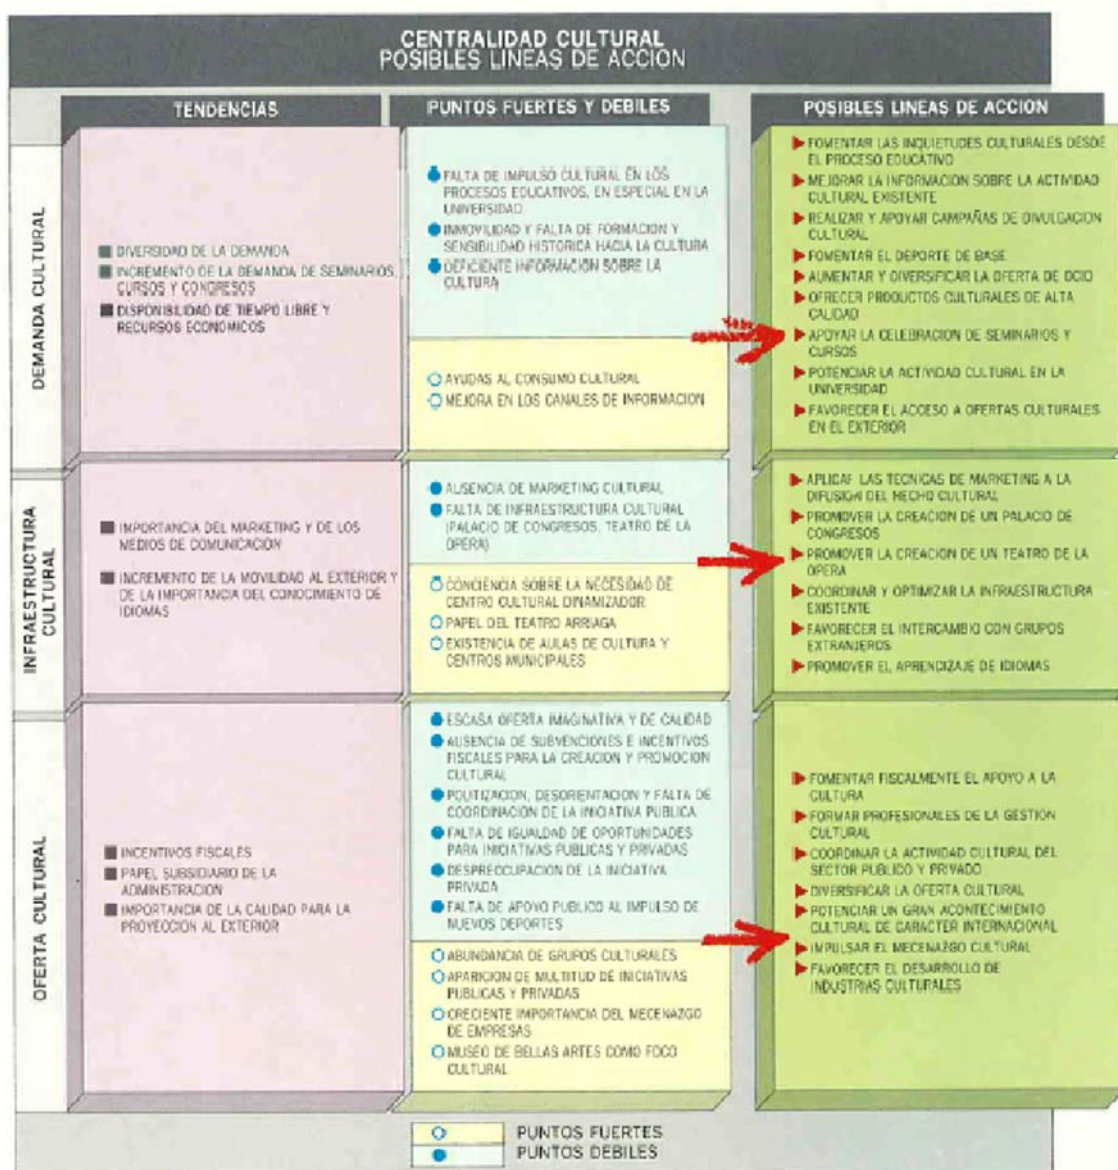 CENTRALIDAD CULTURAL
POSIBLES LINEAS DE ACCION
TENDENCIAS
PUNTOS FUERTES Y DEBILES
POSIBLES LINEAS DE ACCION
DEMANDA CULTURAL
DIVERSIDAD DE LA DEMANDA
INCREMENTO DE LA DEMANDA DE SEMINARIOS,
CURSOS Y CONGRESOS
DISPONIBILIDAD DE TIEMPO LIBRE Y
RECURSOS ECONOMICOS
FALTA DE IMPULSO CULTURAL EN LOS
PROCESOS EDUCATIVOS, EN ESPECIAL EN LA
UNIVERSIDAD
INMOVILIDAD Y FALTA DE FORMACION Y
SENSIBILIDAD HISTORICA HACIA LA CULTURA
DEFICIENTE INFORMACION SOBRE LA
CULTURA
AYUDAS AL CONSUMO CULTURAL
MEJORA EN LOS CANALES DE INFORMACION
FOMENTAR LAS INQUIETUDES CULTURALES DESDE
EL PROCESO EDUCATIVO
MEJORAR LA INFORMACION SOBRE LA ACTIVIDAD
CULTURAL EXISTENTE
REALIZAR Y APOYAR CAMPAÑAS DE DIVULGACION
CULTURAL
FOMENTAR EL DEPORTE DE BASE
AUMENTAR Y DIVERSIFICAR LA OFERTA DE OCIO
OFRECER PRODUCTOS CULTURALES DE ALTA
CALIDAD
APOYAR LA CELEBRACION DE SEMINARIOS Y
CURSOS
POTENCIAR LA ACTIVIDAD CULTURAL EN LA
UNIVERSIDAD
FAVORECER EL ACCESO A OFERTAS CULTURALES
EN EL EXTERIOR
INFRAESTRUCTURA
CULTURAL
IMPORTANCIA DEL MARKETING Y DE LOS
MEDIOS DE COMUNICACION
INCREMENTO DE LA MOVILIDAD AL EXTERIOR Y
DE LA IMPORTANCIA DEL CONOCIMIENTO DE
IDIOMAS
AUSENCIA DE MARKETING CULTURAL
FALTA DE INFRAESTRUCTURA CULTURAL
(PALACIO DE CONGRESOS, TEATRO DE LA
OPERA)
CONCIENCIA SOBRE LA NECESIDAD DE
CENTRO CULTURAL DINAMIZADOR
PAPEL DEL TEATRO ARRIAGA
EXISTENCIA DE AULAS DE CULTURA Y
CENTROS MUNICIPALES
APLICAR LAS TECNICAS DE MARKETING A LA
DIFUSION DEL HECHO CULTURAL
PROMOVER LA CREACION DE UN PALACIO DE
CONGRESOS
PROMOVER LA CREACION DE UN TEATRO DE LA
OPERA
COORDINAR Y OPTIMIZAR LA INFRAESTRUCTURA
EXISTENTE
FAVORECER EL INTERCAMBIO CON GRUPOS
EXTRANJEROS
PROMOVER EL APRENDIZAJE DE IDIOMAS
OFERTA CULTURAL
INCENTIVOS FISCALES
PAPEL SUBSIDIARIO DE LA
ADMINISTRACION
IMPORTANCIA DE LA CALIDAD PARA LA
PROYECCION AL EXTERIOR
ESCASA OFERTA IMAGINATIVA Y DE CALIDAD
AUSENCIA DE SUBVENCIONES E INCENTIVOS
FISCALES PARA LA CREACION Y PROMOCION
CULTURAL
POLITIZACION, DESORIENTACION Y FALTA DE
COORDINACION DE LA INICIATIVA PUBLICA
FALTA DE IGUALDAD DE OPORTUNIDADES
PARA INICIATIVAS PUBLICAS Y PRIVADAS
DESPREOCUPACION DE LA INICIATIVA
PRIVADA
FALTA DE APOYO PUBLICO AL IMPULSO DE
NUEVOS DEPORTES
ABUNDANCIA DE GRUPOS CULTURALES
APARICION DE MULTITUD DE INICIATIVAS
PUBLICAS Y PRIVADAS
CRECIENTE IMPORTANCIA DEL MECENAZGO
DE EMPRESAS
MUSEO DE BELLAS ARTES COMO FOCO
CULTURAL
FOMENTAR FISCALMENTE EL APOYO A LA
CULTURA
FORMAR PROFESIONALES DE LA GESTION
CULTURAL
COORDINAR LA ACTIVIDAD CULTURAL DEL
SECTOR PUBLICO Y PRIVADO
DIVERSIFICAR LA OFERTA CULTURAL
POTENCIAR UN GRAN ACONTECIMIENTO
CULTURAL DE CARACTER INTERNACIONAL
IMPULSAR EL MECENAZGO CULTURAL
FAVORECER EL DESARROLLO DE
INDUSTRIAS CULTURALES
PUNTOS FUERTES
PUNTOS DEBILES